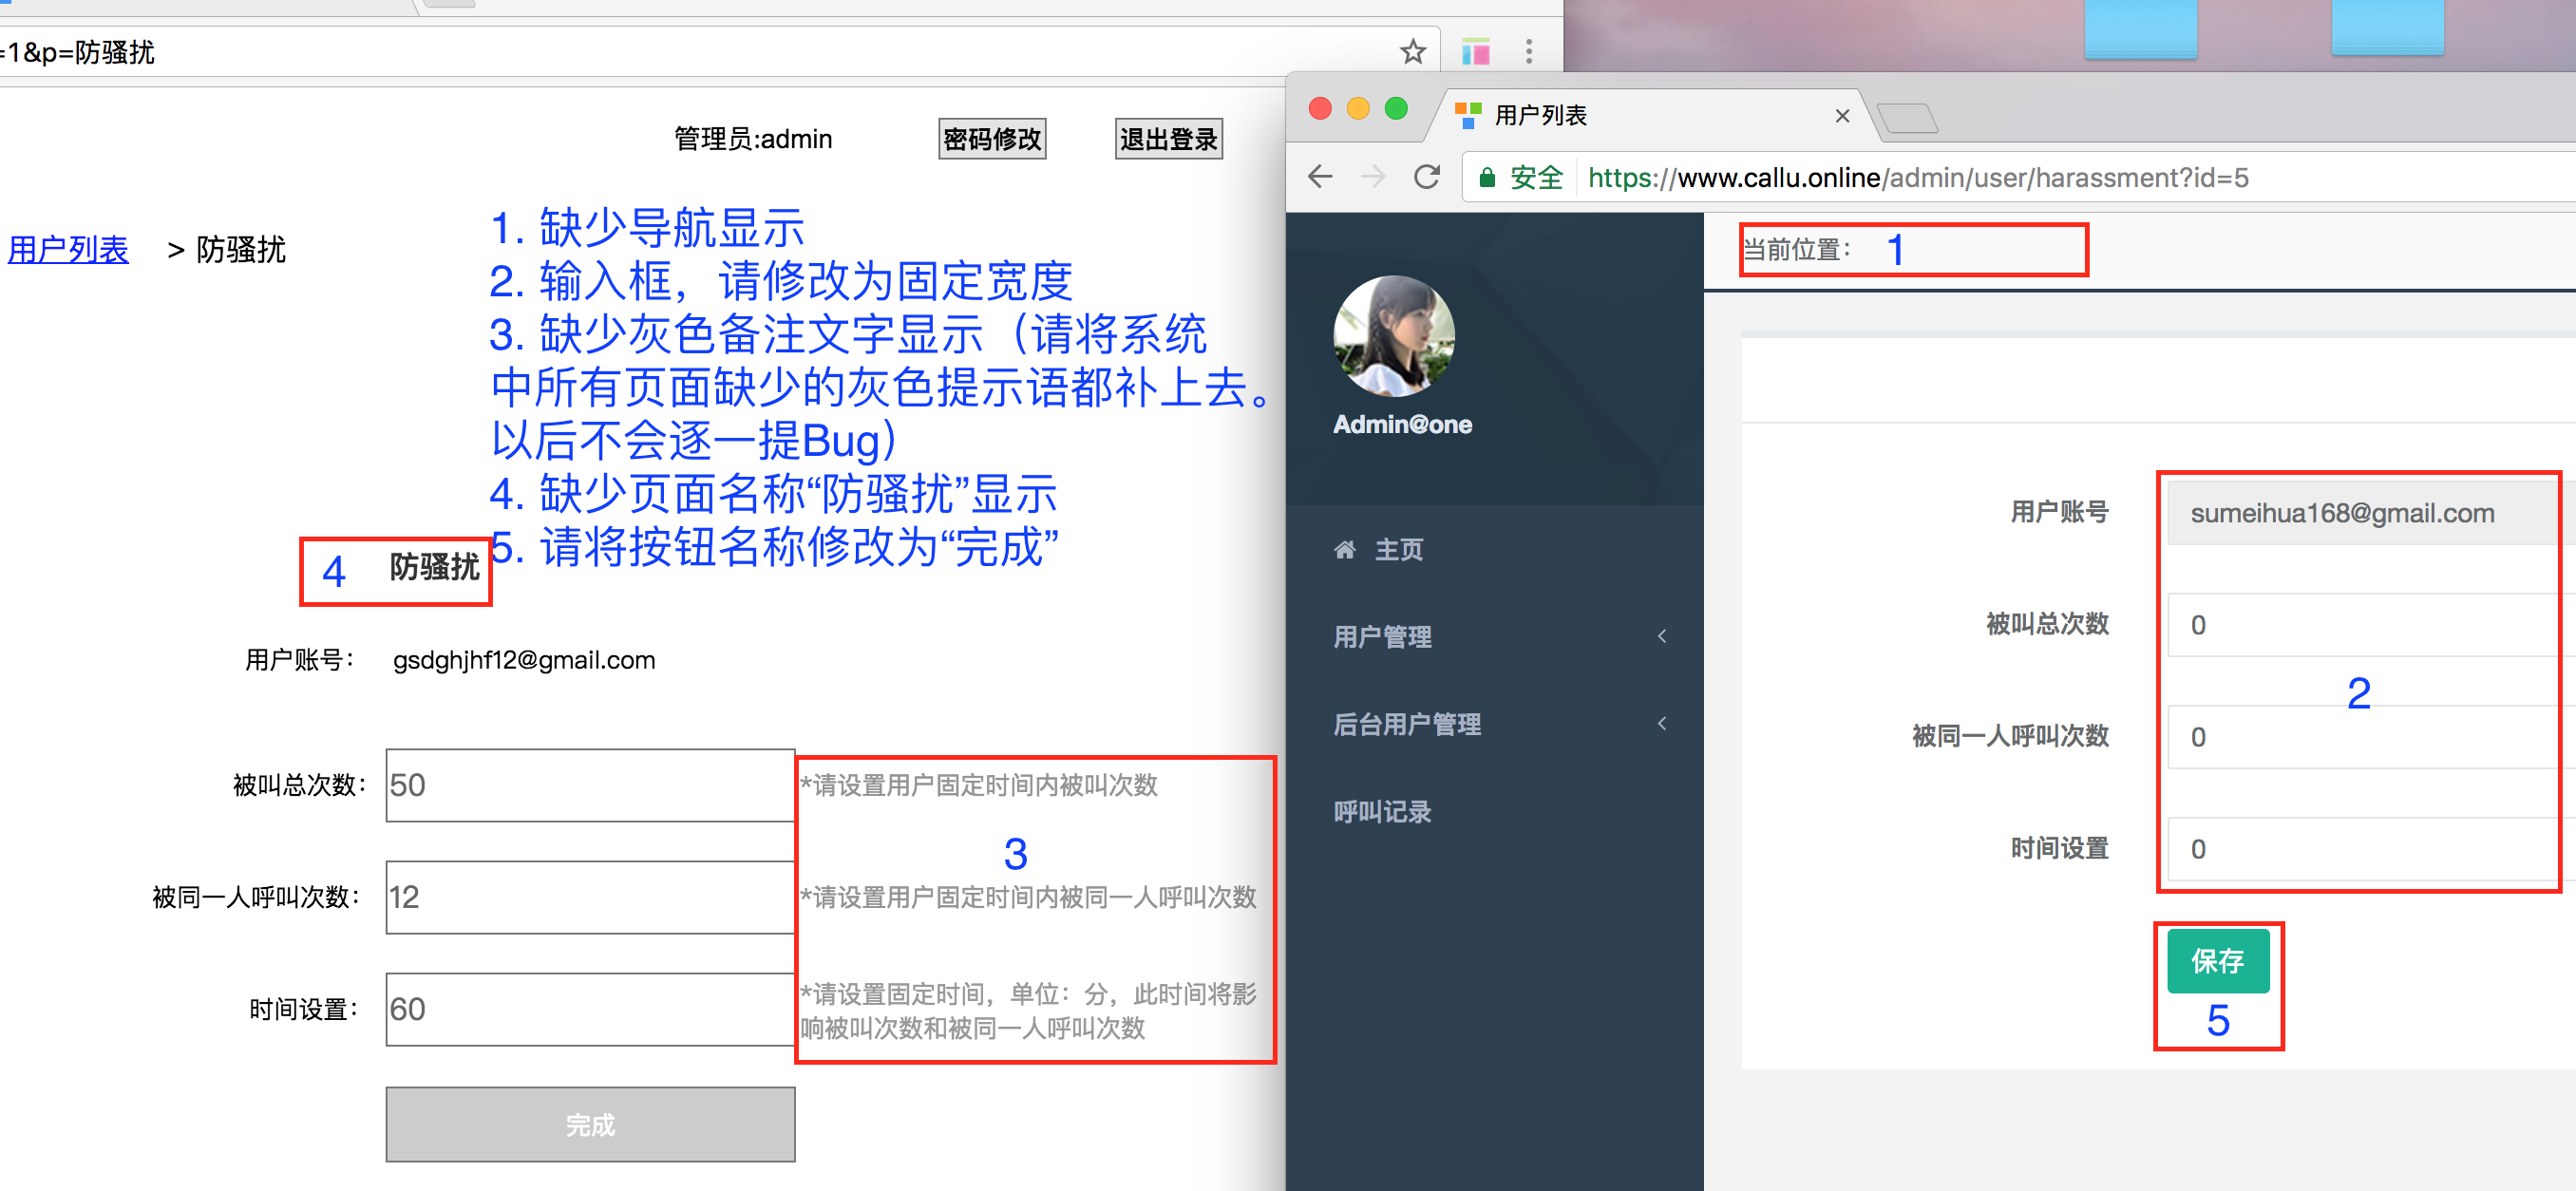 =1&p=防骚扰
管理员:admin
密码修改
退出登录
用户列表
> 防骚扰
1. 缺少导航显示
2. 输入框，请修改为固定宽度
3. 缺少灰色备注文字显示（请将系统
中所有页面缺少的灰色提示语都补上去。
以后不会逐一提Bug）
4. 缺少页面名称“防骚扰”显示
5. 请将按钮名称修改为“完成”
4
防骚扰
用户账号：
gsdghjhf12@gmail.com
被叫总次数：
50
*请设置用户固定时间内被叫次数
3
被同一人呼叫次数：
12
*请设置用户固定时间内被同一人呼叫次数
时间设置：
60
*请设置固定时间，单位：分，此时间将影
响被叫次数和被同一人呼叫次数
完成
用户列表
安全
https://www.callu.online/admin/user/harassment?id=5
当前位置：
1
Admin@one
主页
用户管理
后台用户管理
呼叫记录
用户账号
sumeihua168@gmail.com
被叫总次数
0
2
被同一人呼叫次数
0
时间设置
0
保存
5